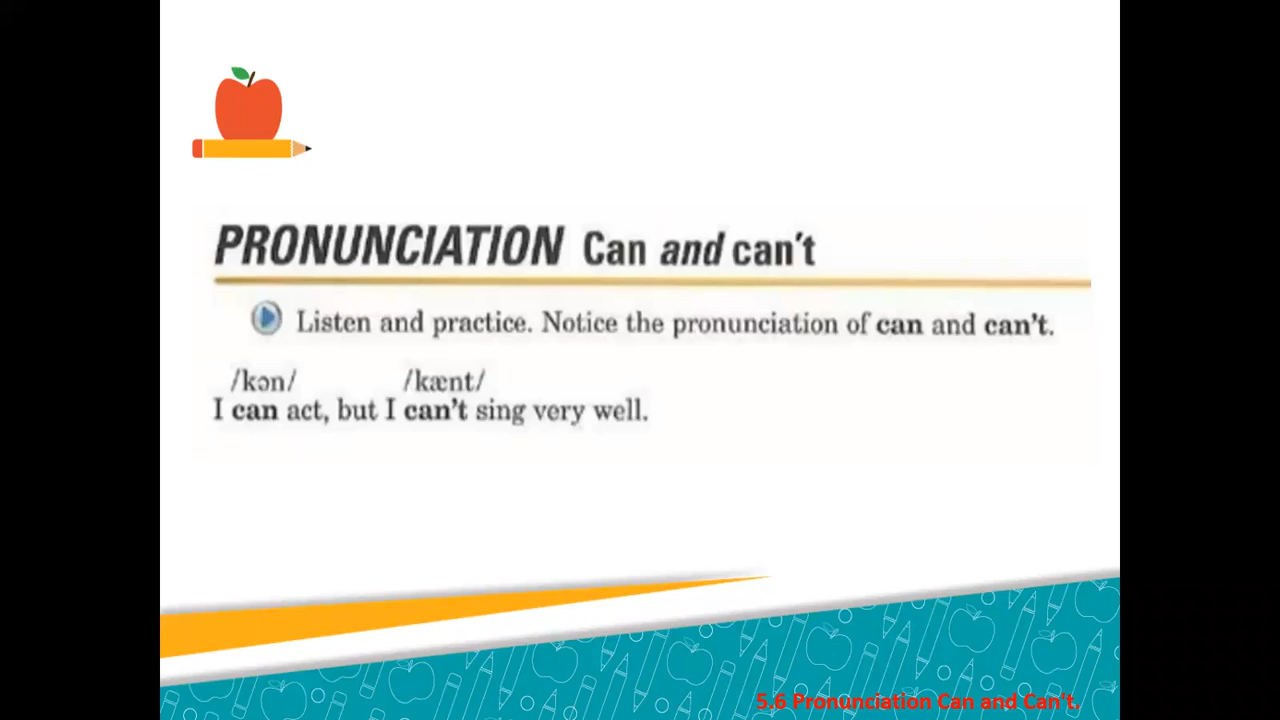 PRONUNCIATION Can and can't
Listen and practice. Notice the pronunciation of can and can't.
/kən/ /kænt/
I can act, but I can't sing very well.
5.6 Pronunciation Can and Can't.